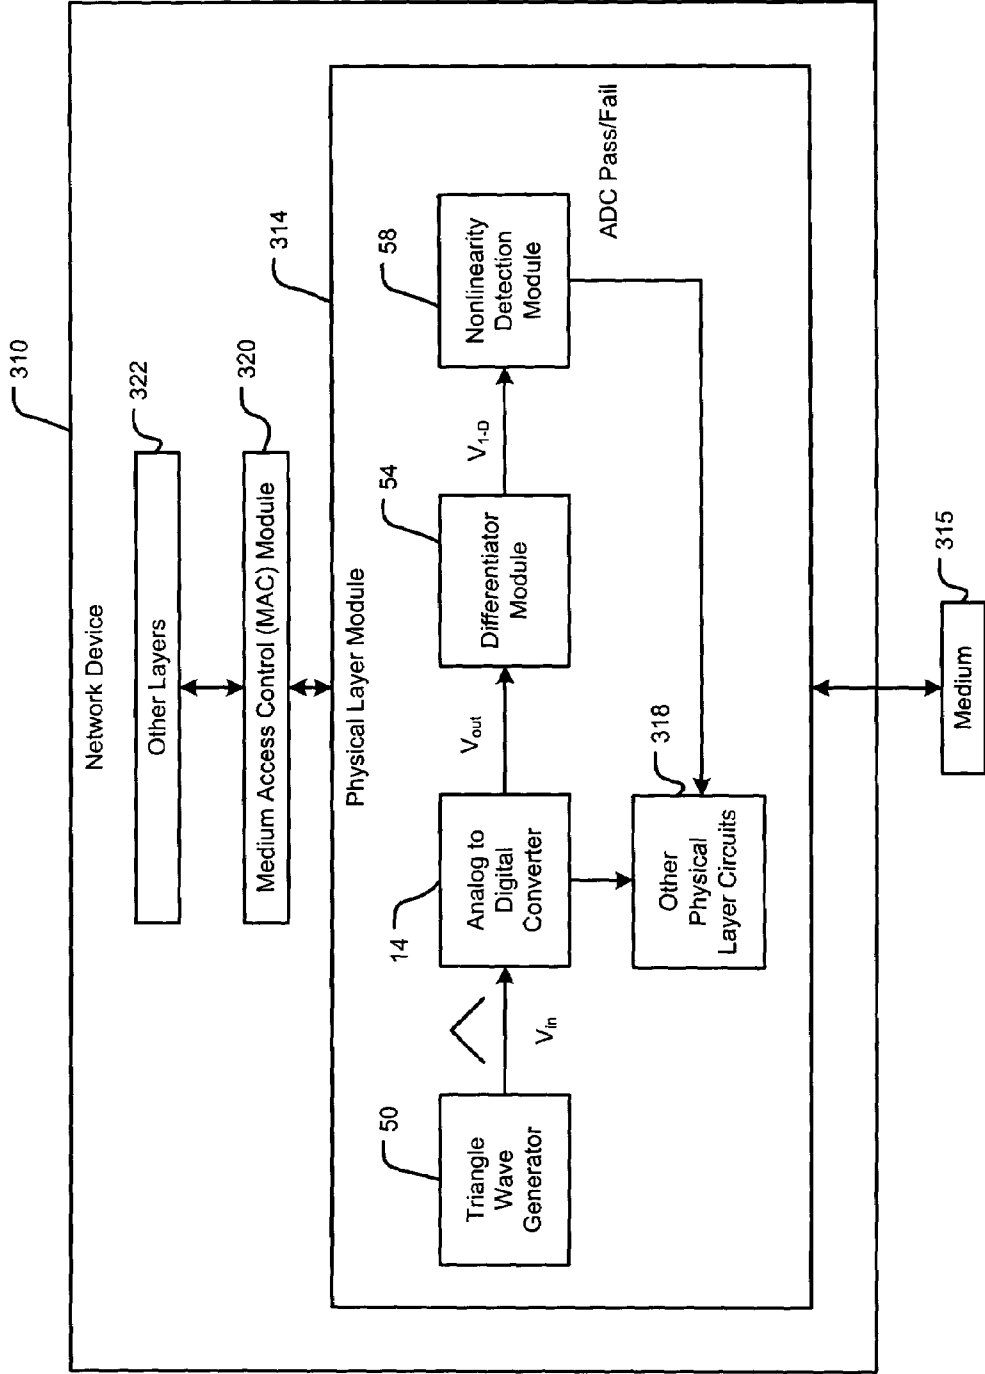 310
Network Device
322
Other Layers
320
Medium Access Control (MAC) Module
314
Physical Layer Module
50
Triangle
Wave
Generator
V_in
14
Analog to
Digital
Converter
V_out
54
Differentiator
Module
V_1-D
58
Nonlinearity
Detection
Module
ADC Pass/Fail
318
Other
Physical
Layer Circuits
315
Medium